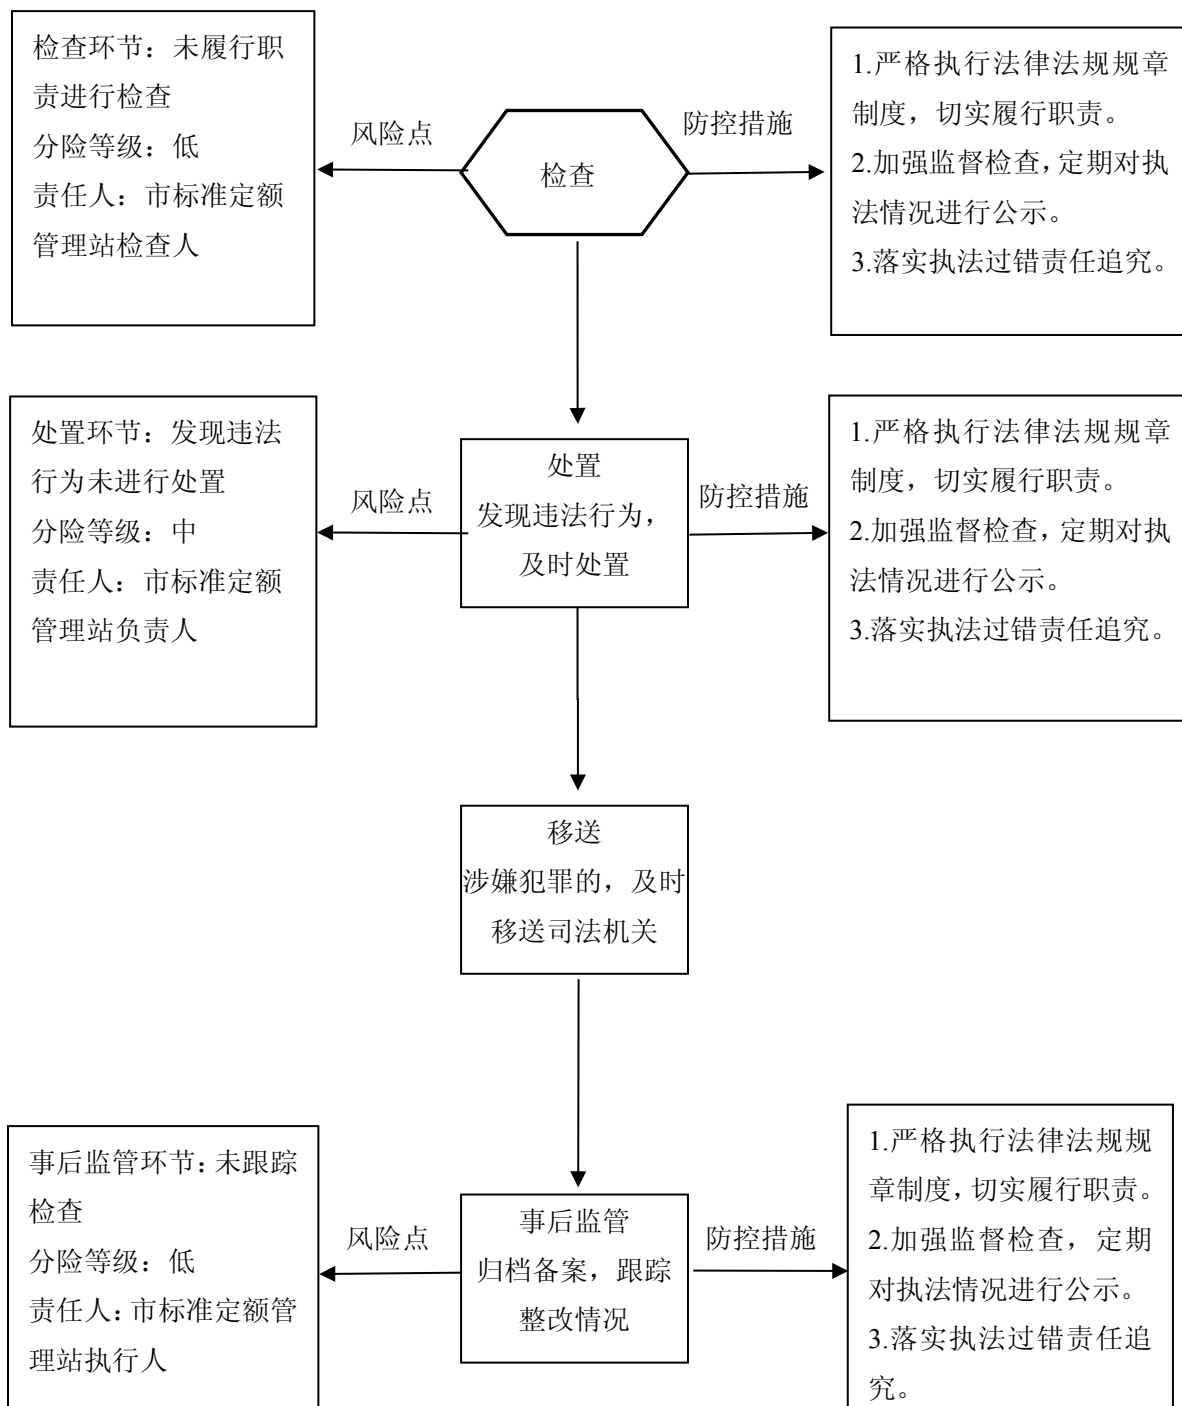 检查环节：未履行职
责进行检查
分险等级：低
责任人：市标准定额
管理站检查人
风险点
检查
防控措施
1.严格执行法律法规规章
制度，切实履行职责。
2.加强监督检查，定期对执
法情况进行公示。
3.落实执法过错责任追究。
处置环节：发现违法
行为未进行处置
分险等级：中
责任人：市标准定额
管理站负责人
风险点
处置
发现违法行为，
及时处置
防控措施
1.严格执行法律法规规章
制度，切实履行职责。
2.加强监督检查，定期对执
法情况进行公示。
3.落实执法过错责任追究。
移送
涉嫌犯罪的，及时
移送司法机关
事后监管环节：未跟踪
检查
分险等级：低
责任人：市标准定额管
理站执行人
风险点
事后监管
归档备案，跟踪
整改情况
防控措施
1.严格执行法律法规规
章制度，切实履行职责。
2.加强监督检查，定期
对执法情况进行公示。
3.落实执法过错责任追
究。